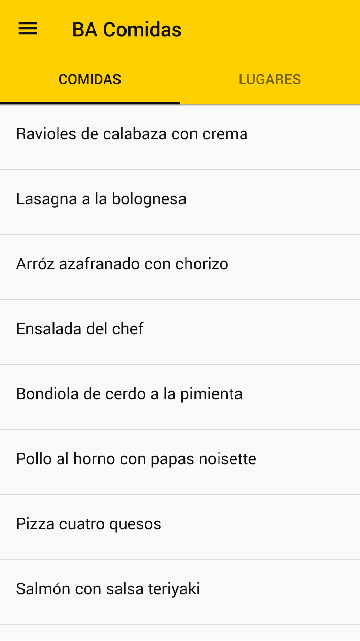 BA Comidas
COMIDAS
LUGARES
Ravioles de calabaza con crema
Lasagna a la bolognesa
Arróz azafranado con chorizo
Ensalada del chef
Bondiola de cerdo a la pimienta
Pollo al horno con papas noisette
Pizza cuatro quesos
Salmón con salsa teriyaki